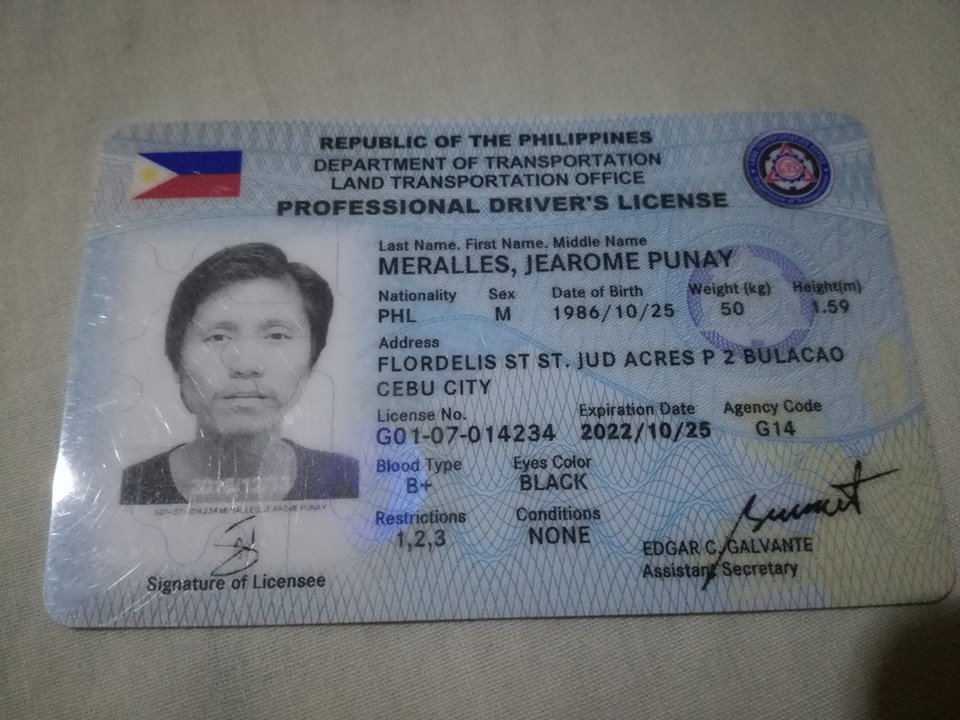 REPUBLIC OF THE PHILIPPINES
DEPARTMENT OF TRANSPORTATION
LAND TRANSPORTATION OFFICE
PROFESSIONAL DRIVER'S LICENSE
Last Name. First Name. Middle Name
MERALLES, JEAROME PUNAY
Nationality Sex Date of Birth Weight (kg) Height(m)
PHL M 1986/10/25 50 1.59
Address
FLORDELIS ST ST. JUD ACRES P 2 BULACAO
CEBU CITY
License No. Expiration Date Agency Code
G01-07-014234 2022/10/25 G14
Blood Type Eyes Color
B+ BLACK
Restrictions Conditions
1,2,3 NONE
G01-07-014234 MERALLES, JEAROME PUNAY
Signature of Licensee
EDGAR C. GALVANTE
Assistant Secretary